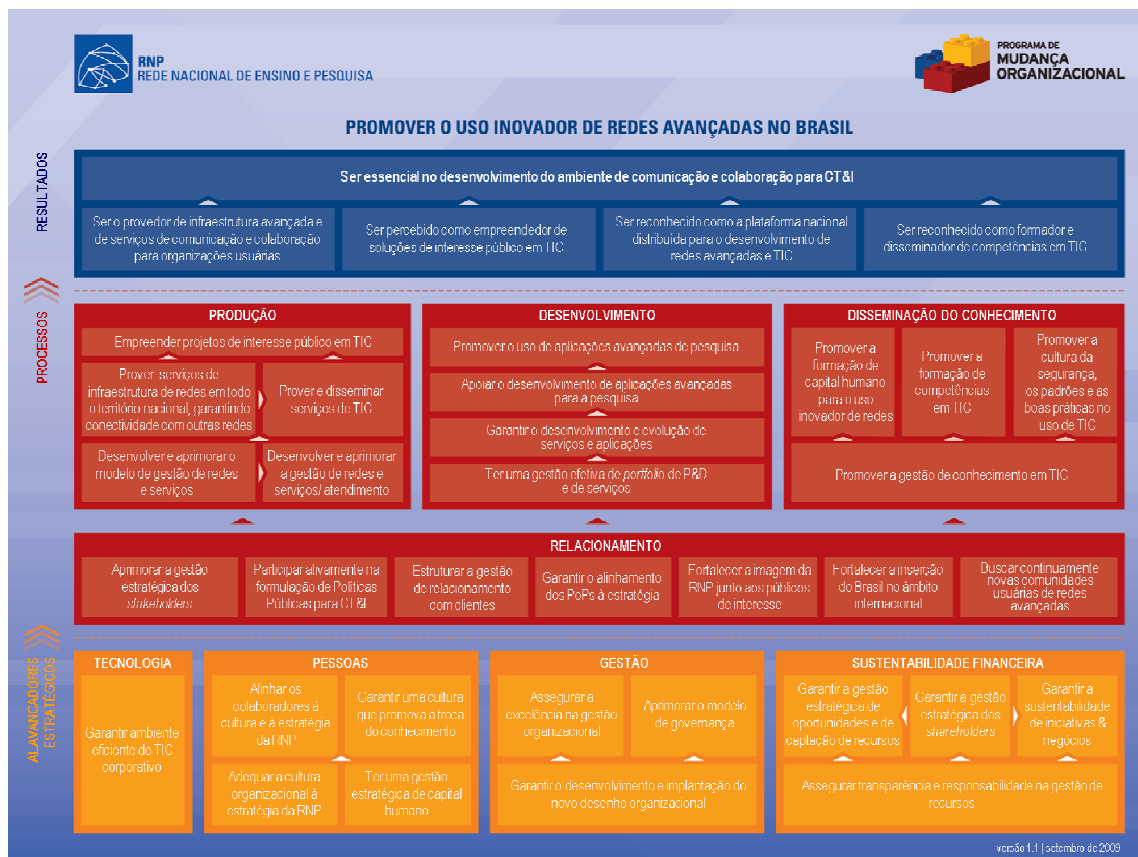 RNP
REDE NACIONAL DE ENSINO E PESQUISA
PROGRAMA DE
MUDANÇA
ORGANIZACIONAL
PROMOVER O USO INOVADOR DE REDES AVANÇADAS NO BRASIL
RESULTADOS
Ser essencial no desenvolvimento do ambiente de comunicação e colaboração para CT&I
Ser o provedor de infraestrutura avançada e
de serviços de comunicação e colaboração
para organizações usuárias
Ser percebido como empreendedor de
soluções de interesse público em TIC
Ser reconhecido como a plataforma nacional
distribuída para o desenvolvimento de
redes avançadas e TIC
Ser reconhecido como formador e
disseminador de competências em TIC
PROCESSOS
PRODUÇÃO
Empreender projetos de interesse público em TIC
Prover serviços de
infraestrutura de redes em todo
o território nacional, garantindo
conectividade com outras redes
Prover e disseminar
serviços de TIC
Desenvolver e aprimorar o
modelo de gestão de redes
e serviços
Desenvolver e aprimorar
a gestão de redes e
serviços/ atendimento
DESENVOLVIMENTO
Promover o uso de aplicações avançadas de pesquisa
Apoiar o desenvolvimento de aplicações avançadas
para a pesquisa
Garantir o desenvolvimento e evolução de
serviços e aplicações
Ter uma gestão efetiva de portfolio de P&D
e de serviços
DISSEMINAÇÃO DO CONHECIMENTO
Promover a
formação de
capital humano
para o uso
inovador de redes
Promover a
formação de
competências
em TIC
Promover a
cultura da
segurança,
os padrões e as
boas práticas no
uso de TIC
Promover a gestão de conhecimento em TIC
RELACIONAMENTO
Aprimorar a gestão
estratégica dos
stakeholders
Participar ativamente na
formulação de Políticas
Públicas para CT&I
Estruturar a gestão
de relacionamento
com clientes
Garantir o alinhamento
dos PoPs à estratégia
Fortalecer a imagem da
RNP junto aos públicos
de interesse
Fortalecer a inserção
do Brasil no âmbito
internacional
Buscar continuamente
novas comunidades
usuárias de redes
avançadas
ALAVANCADORES
ESTRATÉGICOS
TECNOLOGIA
Garantir ambiente
eficiente de TIC
corporativo
PESSOAS
Alinhar os
colaboradores à
cultura e à estratégia
da RNP
Garantir uma cultura
que promova a troca
do conhecimento
Adequar a cultura
organizacional à
estratégia da RNP
Ter uma gestão
estratégica de capital
humano
GESTÃO
Assegurar a
excelência na gestão
organizacional
Aprimorar o modelo
de governança
Garantir o desenvolvimento e implantação do
novo desenho organizacional
SUSTENTABILIDADE FINANCEIRA
Garantir a gestão
estratégica de
oportunidades e de
captação de recursos
Garantir a gestão
estratégica dos
shareholders
Garantir a
sustentabilidade
de iniciativas &
negócios
Assegurar transparência e responsabilidade na gestão de
recursos
versão 1.1 | setembro de 2009